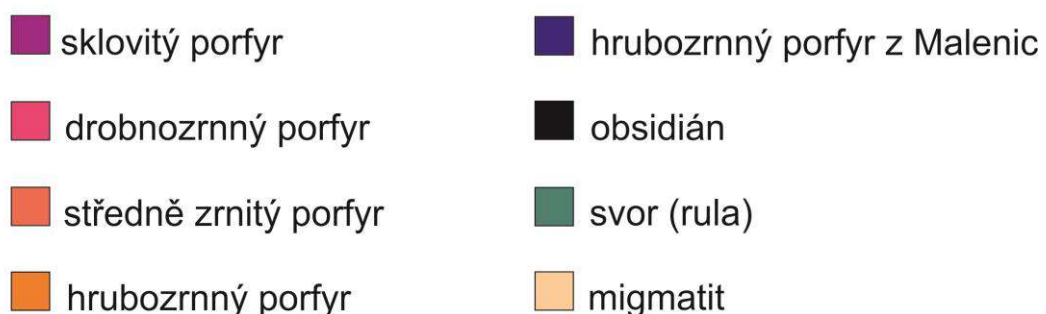 sklovitý porfyr
drobnozrnný porfyr
středně zrnitý porfyr
hrubozrnný porfyr
hrubozrnný porfyr z Malenic
obsidián
svor (rula)
migmatit